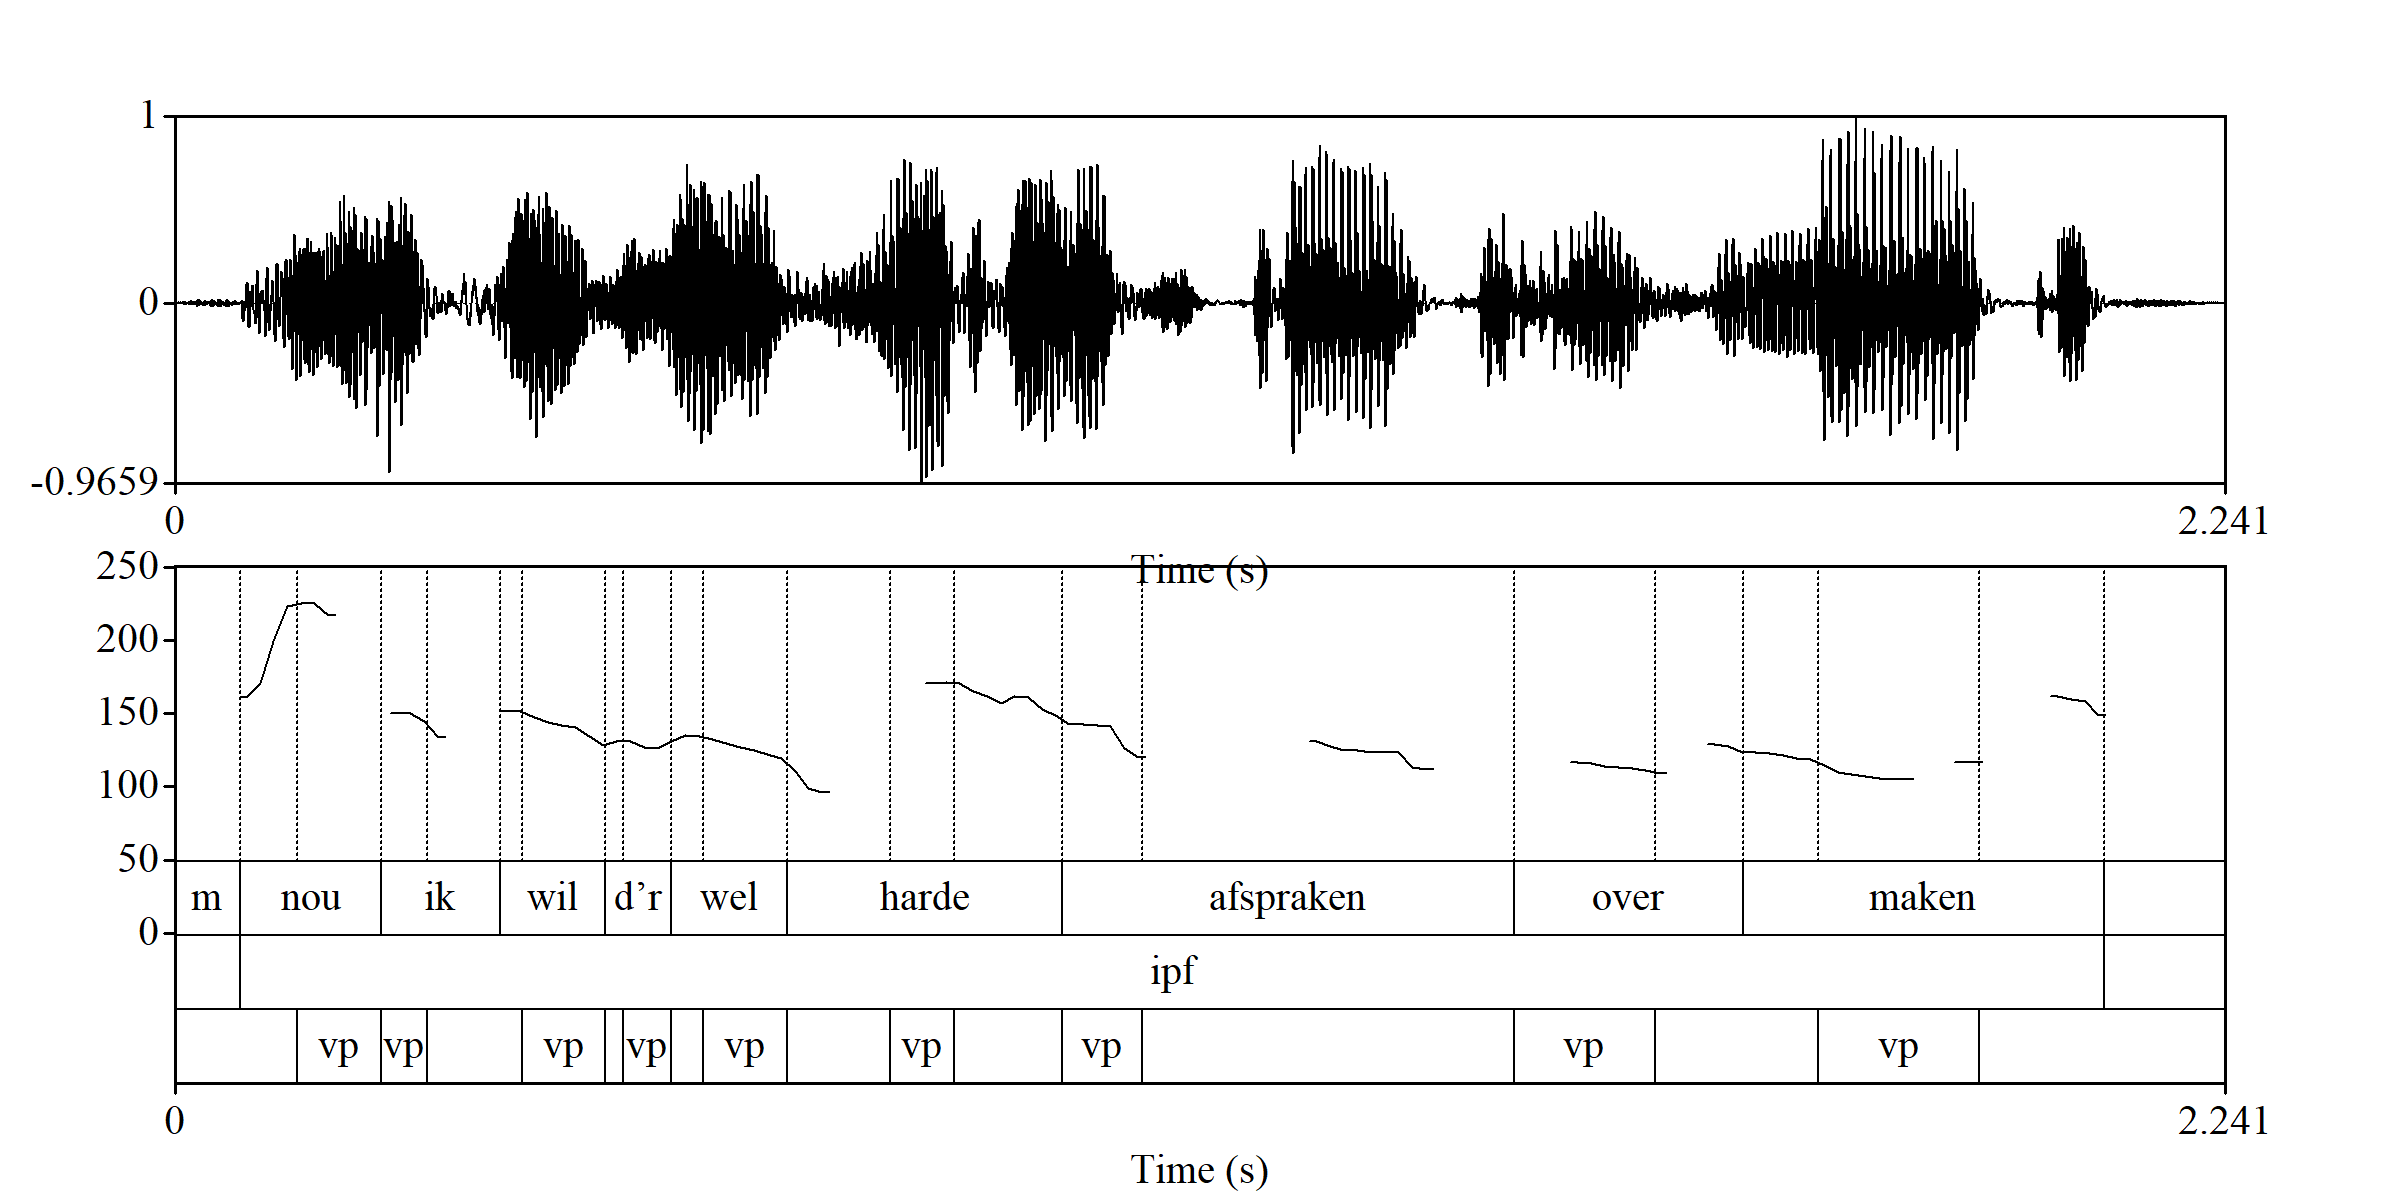 1
0
-0.9659
0 2.241
Time (s)
250
200
150
100
50
m nou ik wil d’r wel harde afspraken over maken
0
ipf
vp vp vp vp vp vp vp vp vp
0 2.241
Time (s)